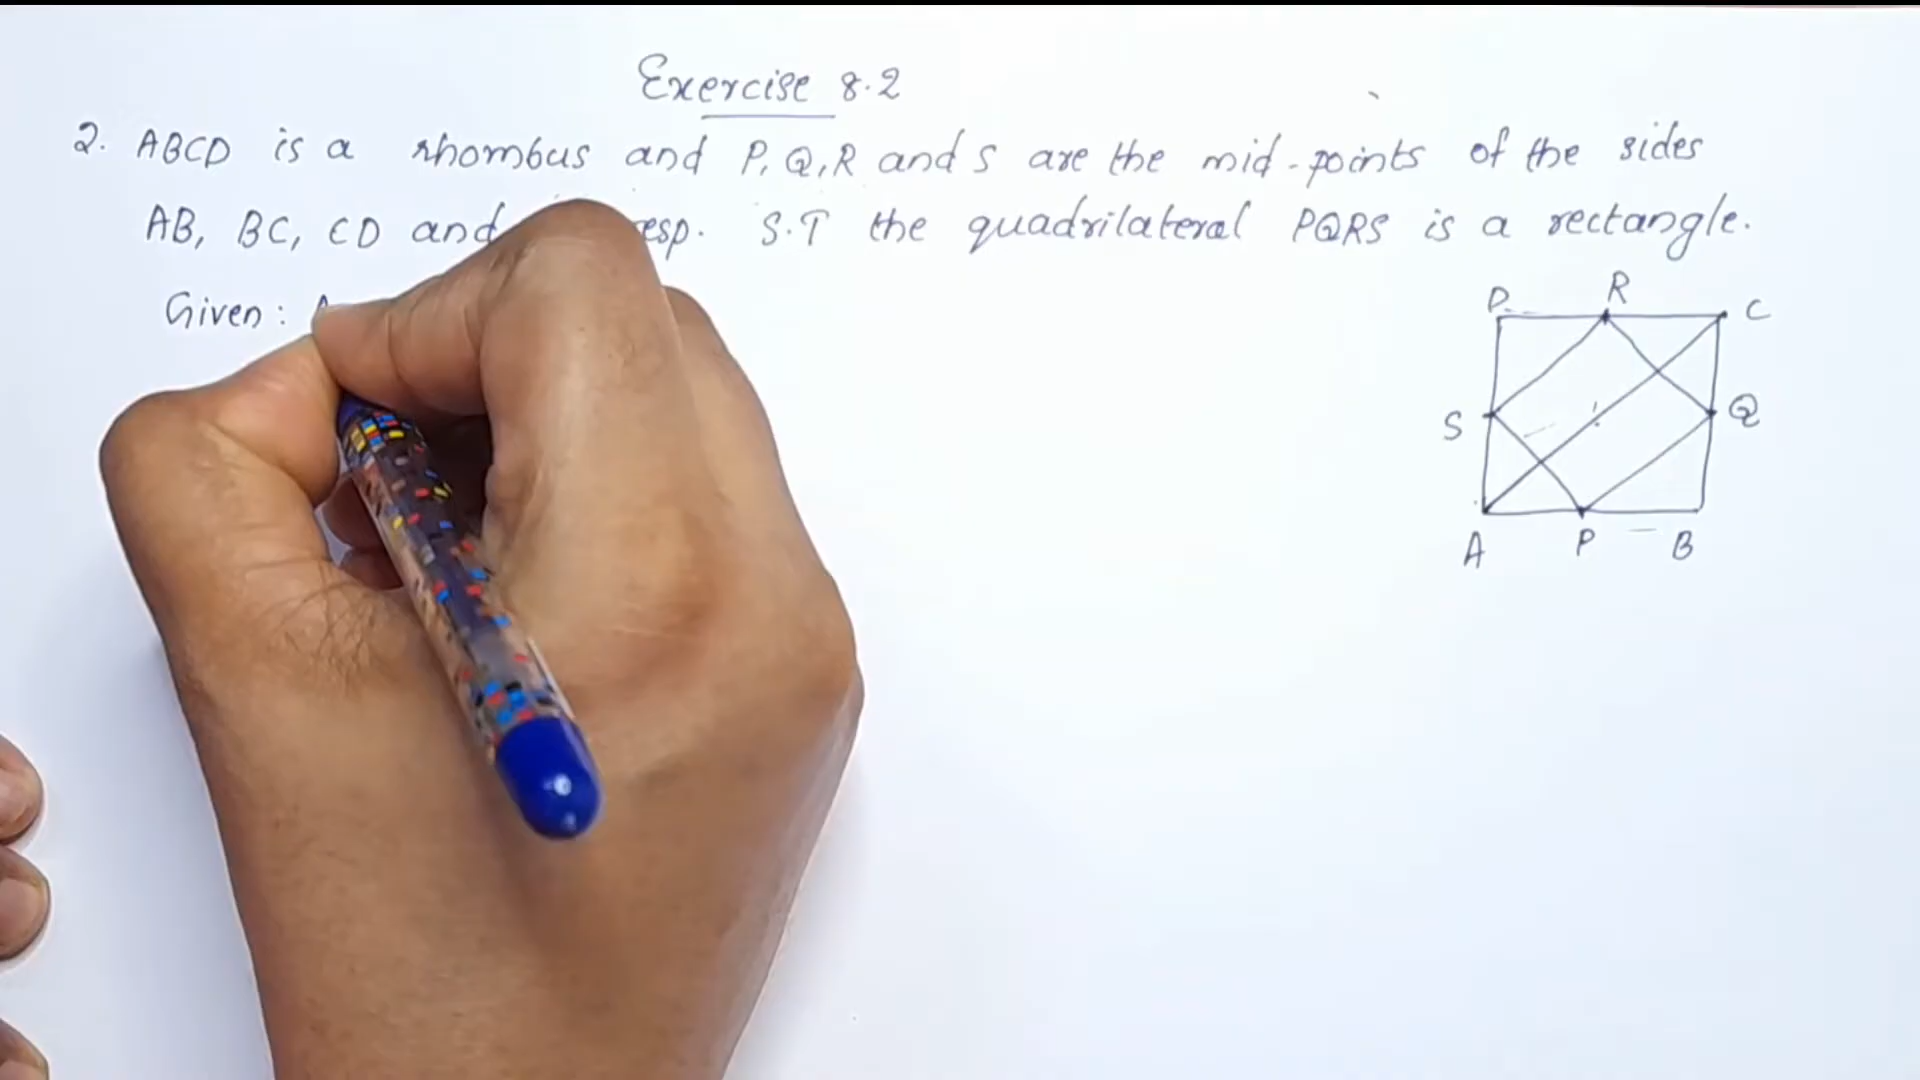 Exercise 8.2
2. ABCD is a rhombus and P, Q, R and S are the mid-points of the sides
AB, BC, CD and resp. S.T the quadrilateral PQRS is a rectangle.
Given:
D R C
S Q
A P B